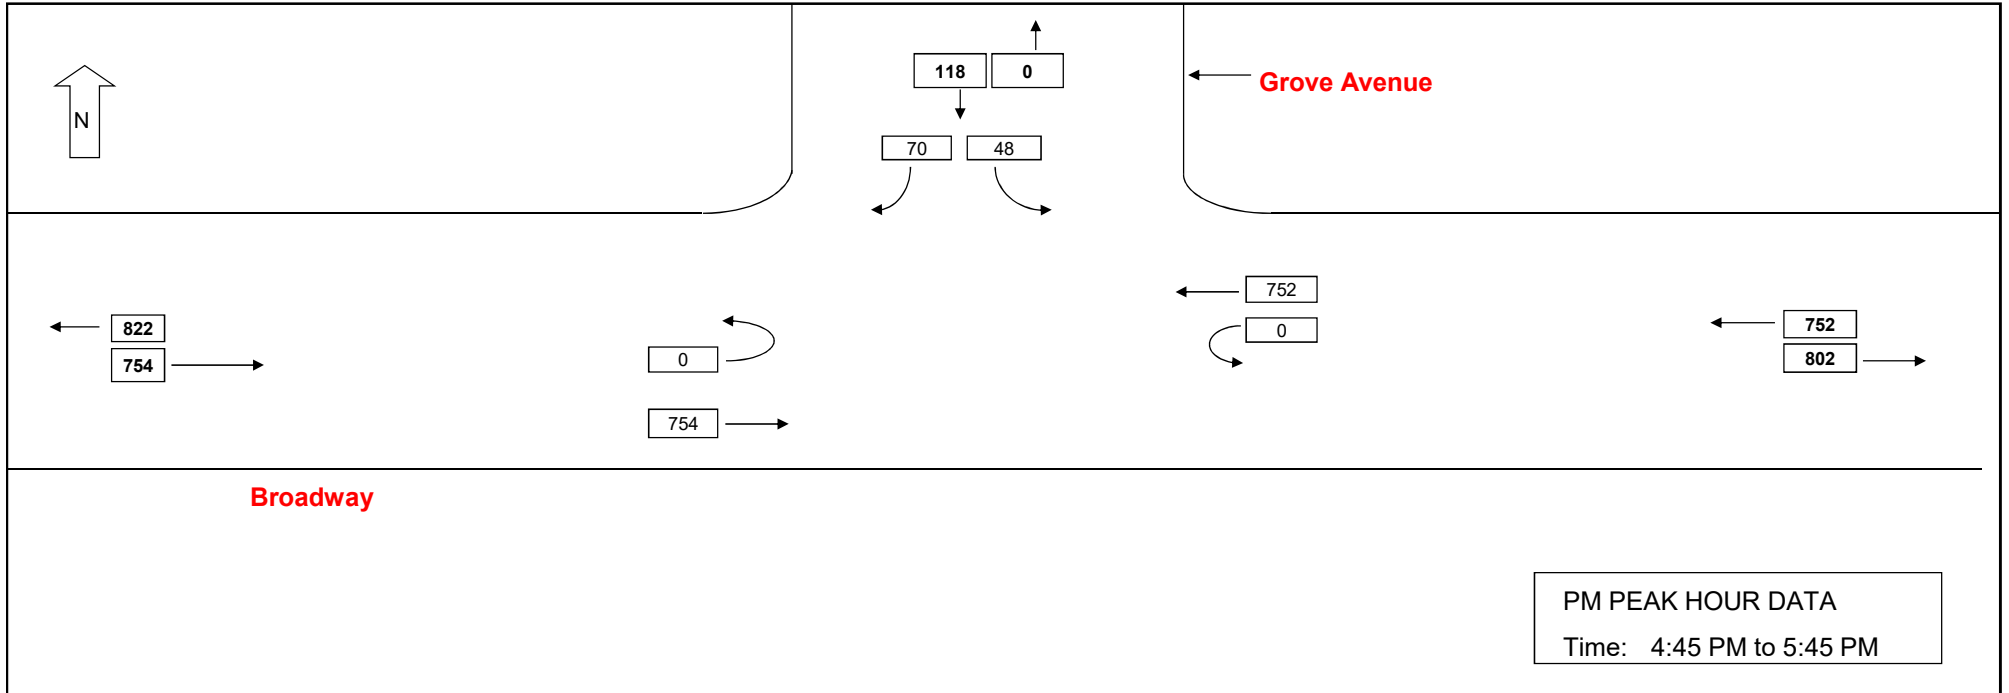 118 0
Grove Avenue
N
70 48
752
822
0
752
754
0
802
754
Broadway
PM PEAK HOUR DATA
Time: 4:45 PM to 5:45 PM